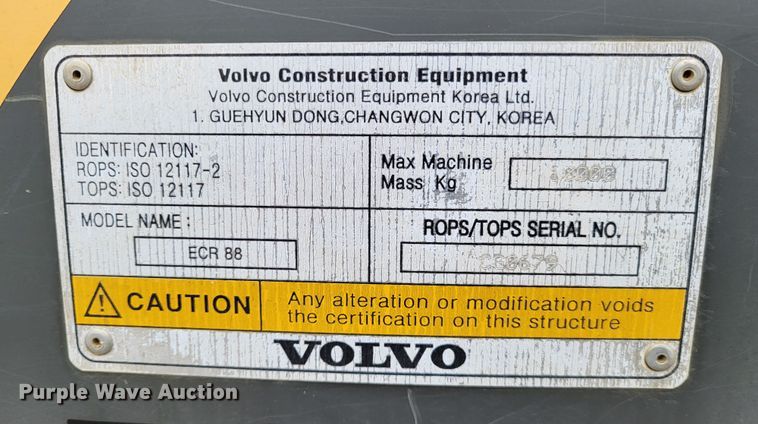 Volvo Construction Equipment
Volvo Construction Equipment Korea Ltd.
1. GUEHYUN DONG,CHANGWON CITY, KOREA
IDENTIFICATION:
ROPS: ISO 12117-2
TOPS: ISO 12117
Max Machine
Mass Kg
MODEL NAME :
ECR 88
ROPS/TOPS SERIAL NO.
CAUTION
Any alteration or modification voids
the certification on this structure
VOLVO
Purple Wave Auction